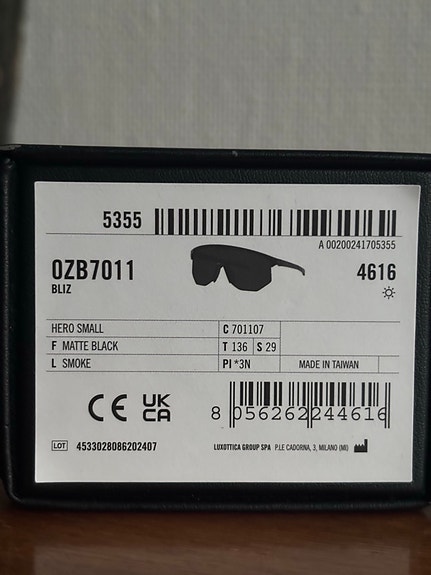 5355
A 00200241705355
0ZB7011
4616
BLIZ
HERO SMALL
C 701107
F MATTE BLACK
T 136 S 29
L SMOKE
PI *3N
MADE IN TAIWAN
CE UK CA
8 056262 244616
LOT 4533028086202407
LUXOTTICA GROUP SPA P.LE CADORNA, 3, MILANO (MI)